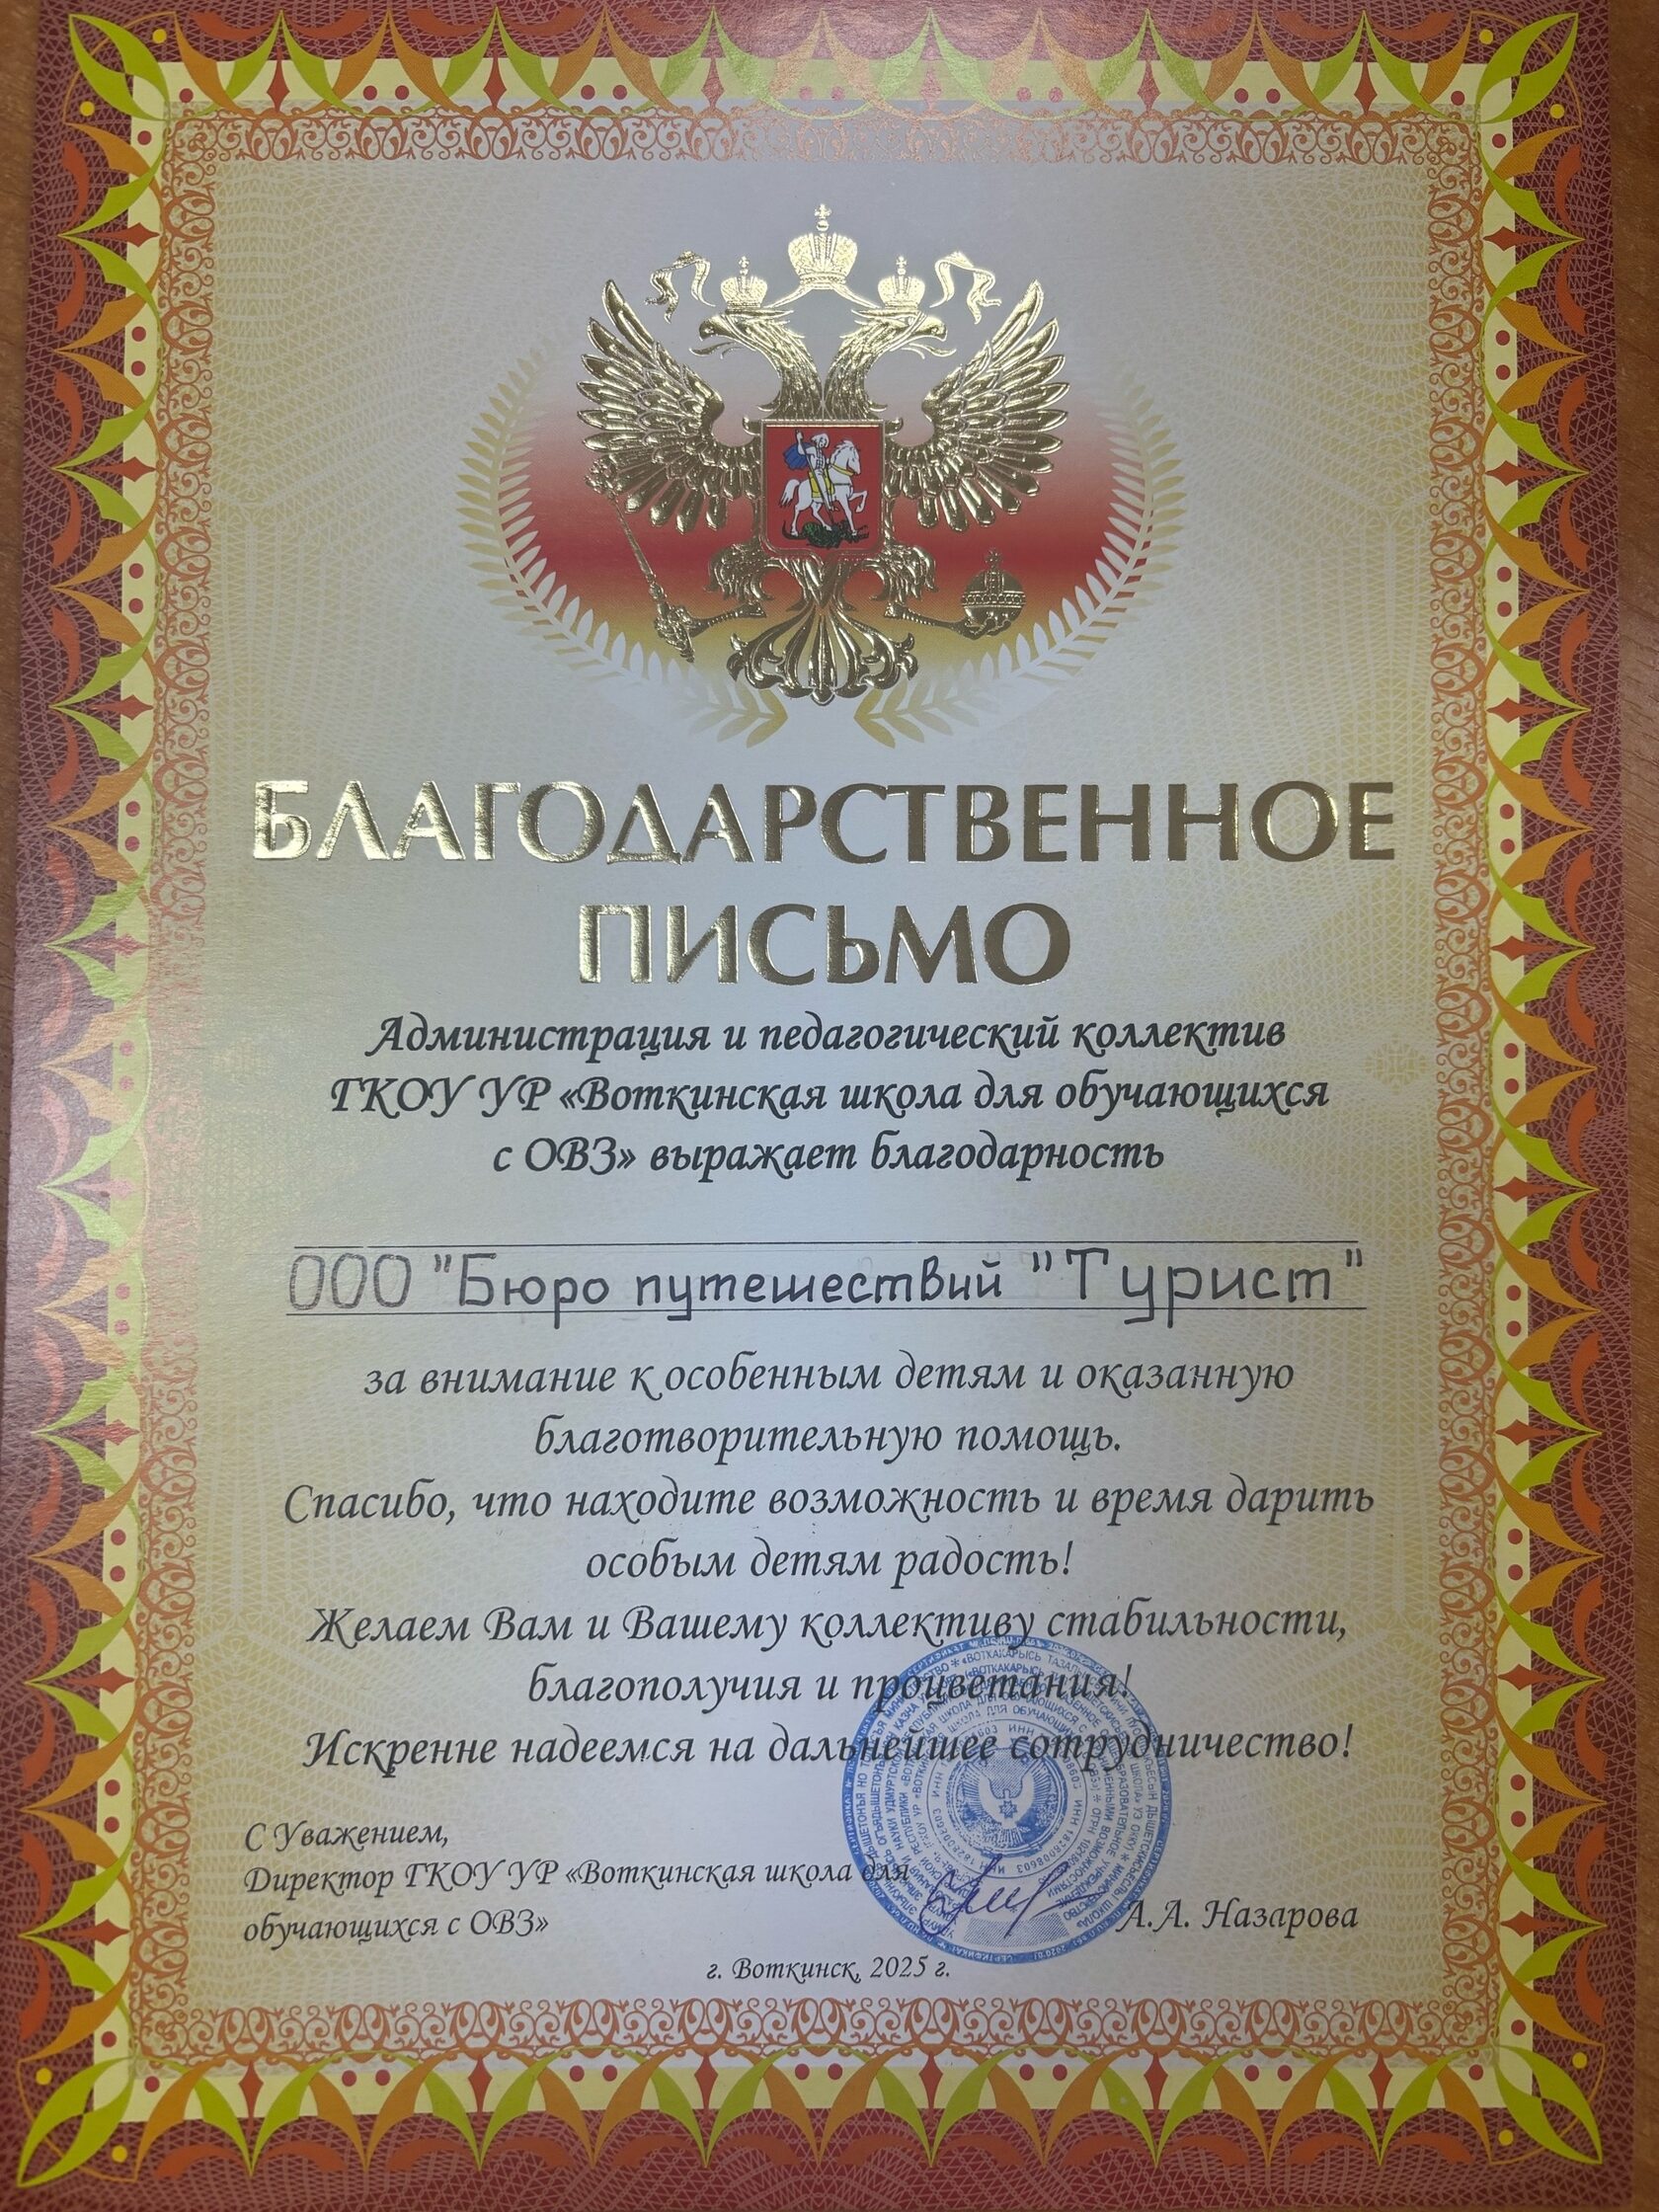 БЛАГОДАРСТВЕННОЕ
ПИСЬМО
Администрация и педагогический коллектив
ГКОУ УР «Воткинская школа для обучающихся
с ОВЗ» выражает благодарность
ООО "Бюро путешествий "Турист"
за внимание к особенным детям и оказанную
благотворительную помощь.
Спасибо, что находите возможность и время дарить
особым детям радость!
Желаем Вам и Вашему коллективу стабильности,
благополучия и процветания!
Искренне надеемся на дальнейшее сотрудничество!
С Уважением,
Директор ГКОУ УР «Воткинская школа для
обучающихся с ОВЗ»
А.А. Назарова
г. Воткинск, 2025 г.